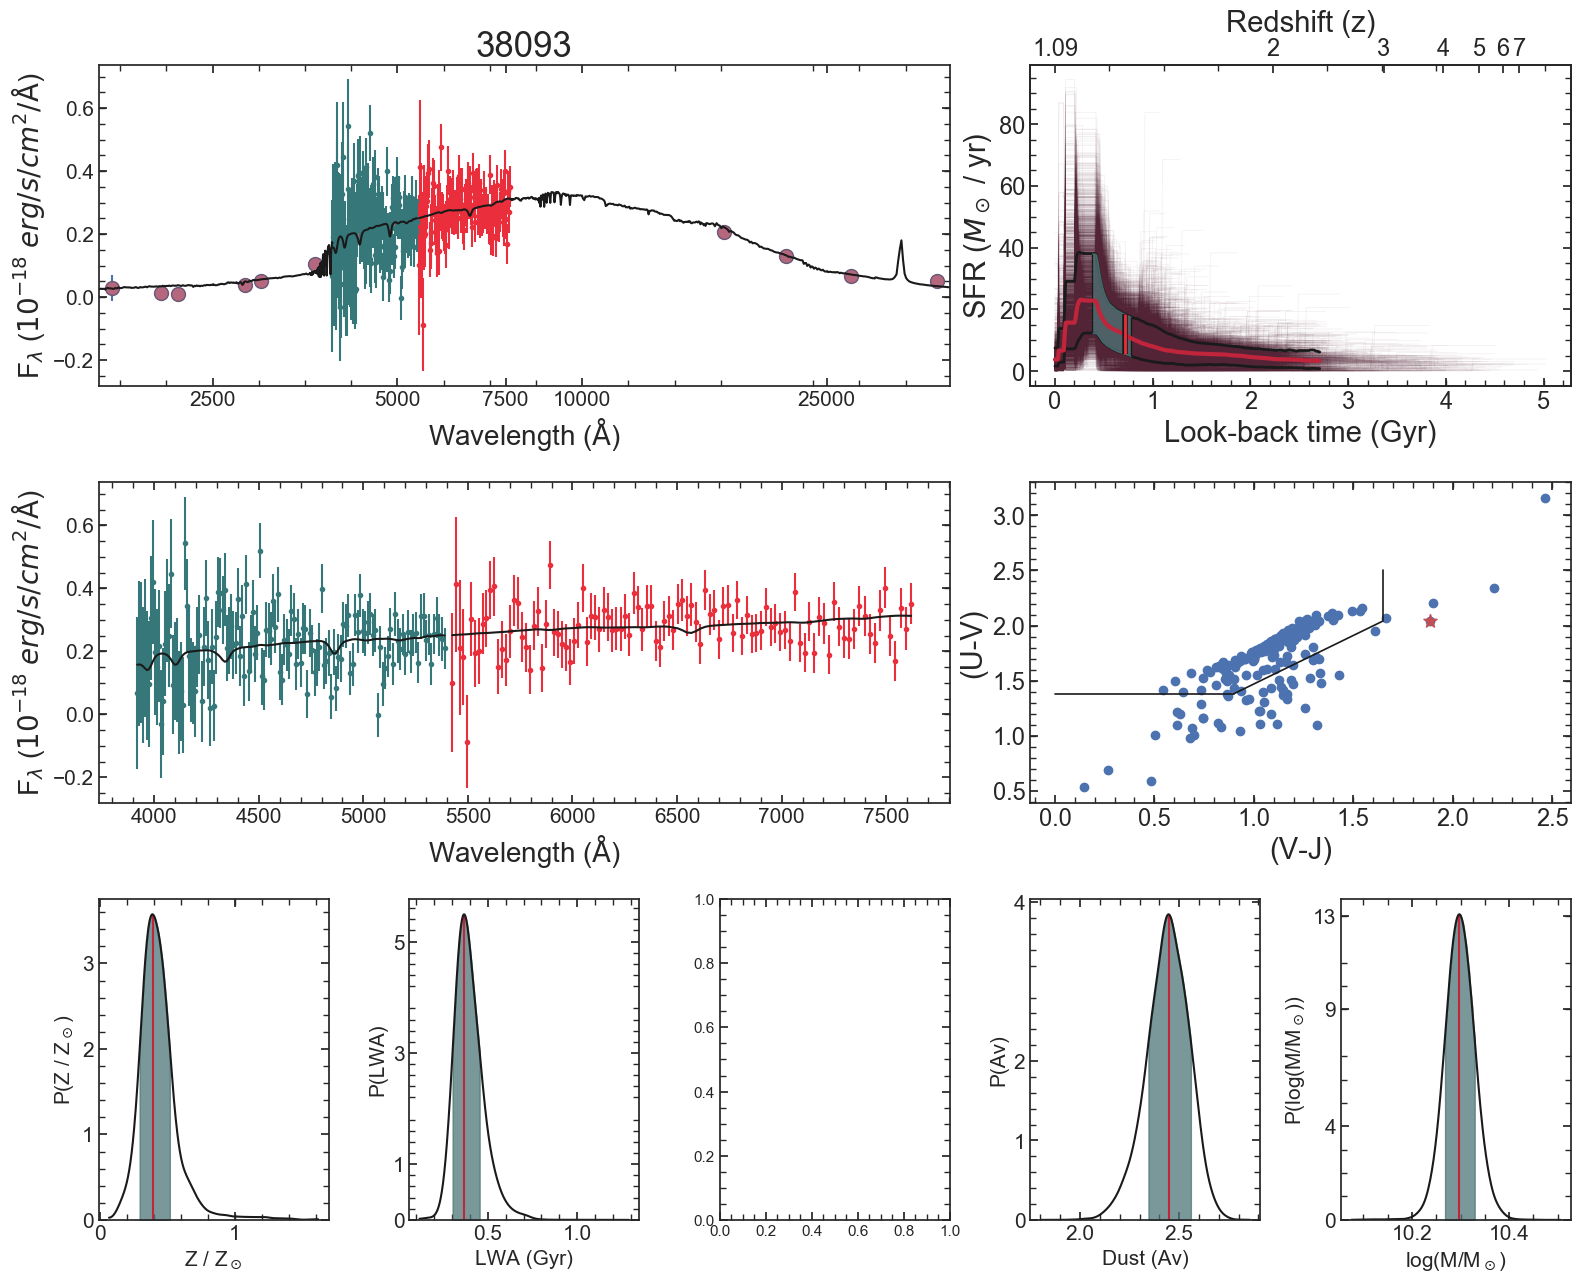 38093
0.6
0.4
0.2
0.0
−0.2
F_λ (10^−18 erg/s/cm^2/Å)
2500 5000 7500 10000 25000
Wavelength (Å)
Redshift (z)
1.09 2 3 4 5 6 7
80
60
40
20
0
SFR (M_⊙ / yr)
0 1 2 3 4 5
Look-back time (Gyr)
0.6
0.4
0.2
0.0
−0.2
F_λ (10^−18 erg/s/cm^2/Å)
4000 4500 5000 5500 6000 6500 7000 7500
Wavelength (Å)
3.0
2.5
2.0
1.5
1.0
0.5
(U-V)
0.0 0.5 1.0 1.5 2.0 2.5
(V-J)
3
2
1
0
P(Z / Z_⊙)
0 1
Z / Z_⊙
5
3
1
0
P(LWA)
0.5 1.0
LWA (Gyr)
1.0
0.8
0.6
0.4
0.2
0.0
0.0 0.2 0.4 0.6 0.8 1.0
4
2
1
0
P(Av)
2.0 2.5
Dust (Av)
13
9
4
0
P(log(M/M_⊙))
10.2 10.4
log(M/M_⊙)